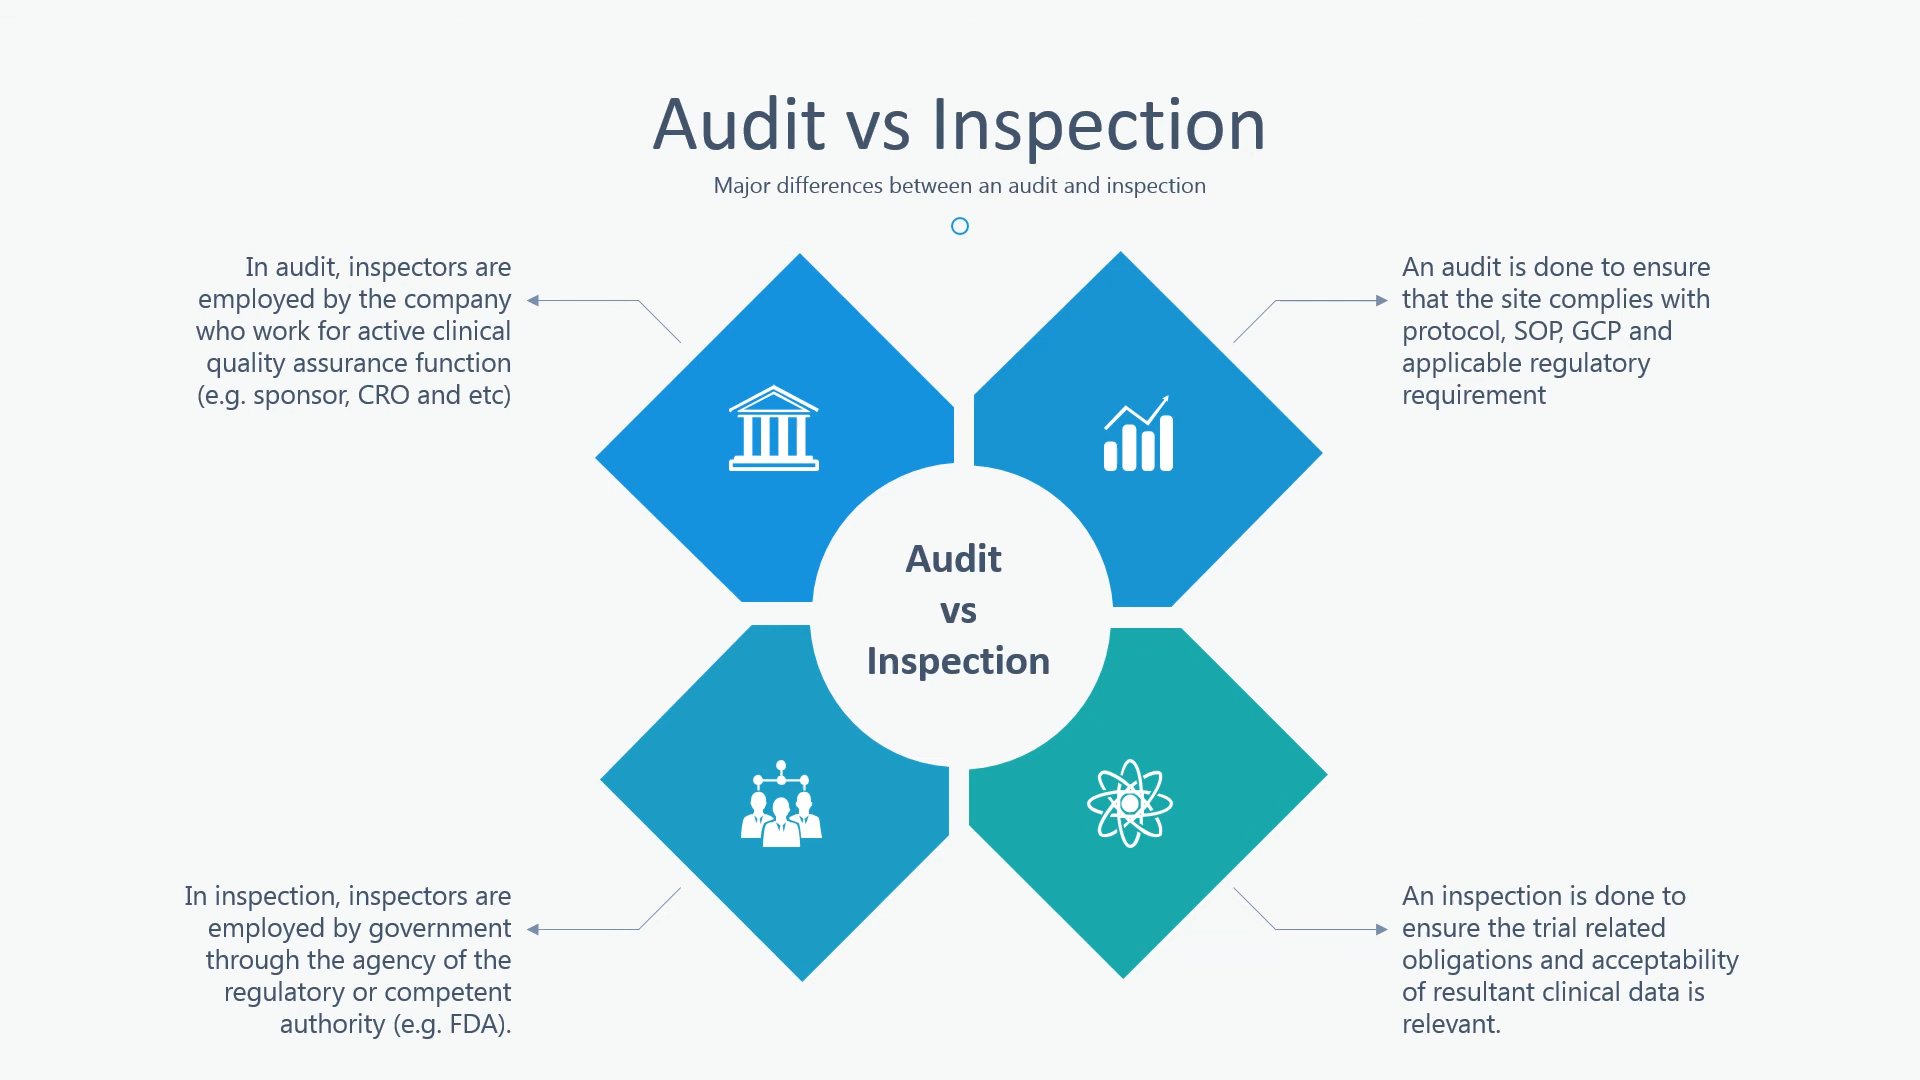 Audit vs Inspection
Major differences between an audit and inspection
In audit, inspectors are
employed by the company
who work for active clinical
quality assurance function
(e.g. sponsor, CRO and etc)
An audit is done to ensure
that the site complies with
protocol, SOP, GCP and
applicable regulatory
requirement
Audit
vs
Inspection
In inspection, inspectors are
employed by government
through the agency of the
regulatory or competent
authority (e.g. FDA).
An inspection is done to
ensure the trial related
obligations and acceptability
of resultant clinical data is
relevant.